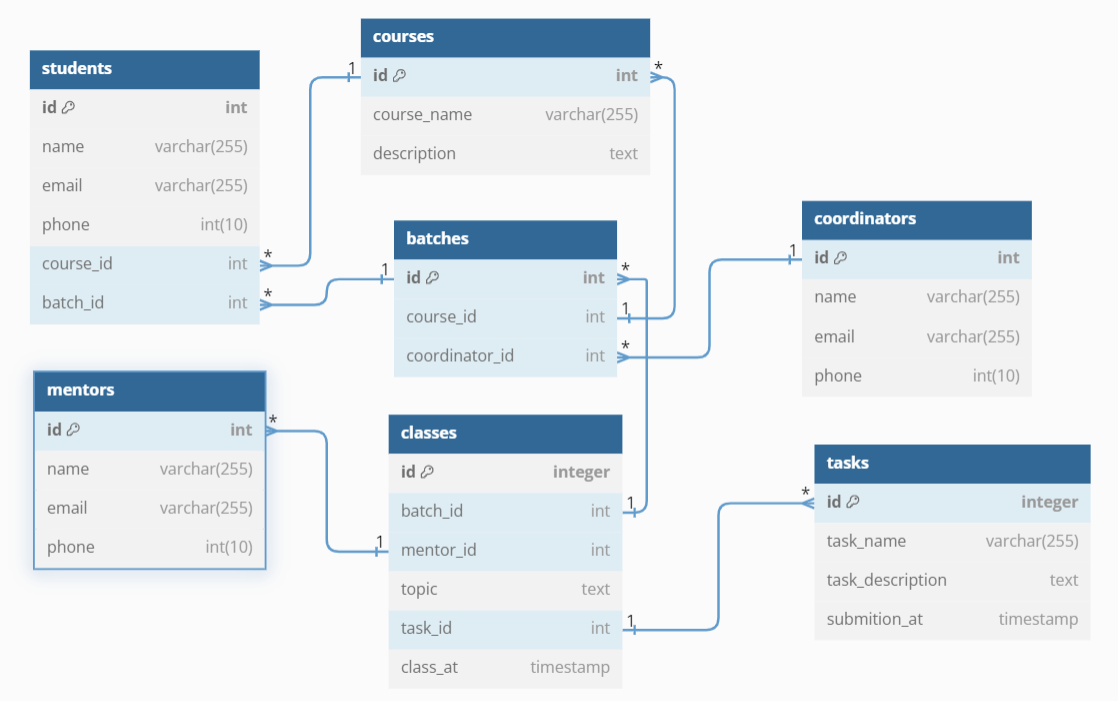 students
id int
name varchar(255)
email varchar(255)
phone int(10)
course_id int
batch_id int
*
*
courses
1 id int *
course_name varchar(255)
description text
batches
1 id int *
course_id int 1
coordinator_id int *
coordinators
1 id int
name varchar(255)
email varchar(255)
phone int(10)
mentors
id int *
name varchar(255)
email varchar(255)
phone int(10)
classes
id integer
batch_id int 1
1 mentor_id int
topic text
task_id int 1
class_at timestamp
tasks
* id integer
task_name varchar(255)
task_description text
submition_at timestamp